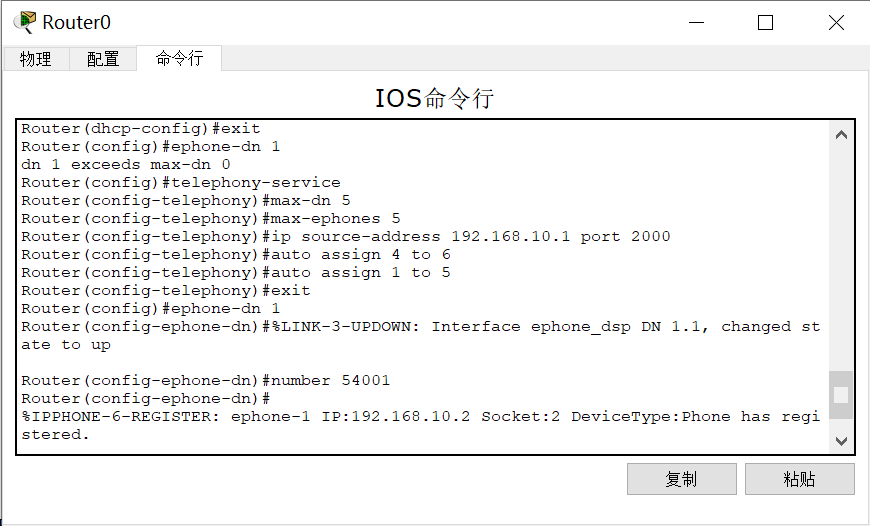 Router0
物理 配置 命令行
IOS命令行
Router(dhcp-config)#exit
Router(config)#ephone-dn 1
dn 1 exceeds max-dn 0
Router(config)#telephony-service
Router(config-telephony)#max-dn 5
Router(config-telephony)#max-ephones 5
Router(config-telephony)#ip source-address 192.168.10.1 port 2000
Router(config-telephony)#auto assign 4 to 6
Router(config-telephony)#auto assign 1 to 5
Router(config-telephony)#exit
Router(config)#ephone-dn 1
Router(config-ephone-dn)#%LINK-3-UPDOWN: Interface ephone_dsp DN 1.1, changed st
ate to up
Router(config-ephone-dn)#number 54001
Router(config-ephone-dn)#
%IPPHONE-6-REGISTER: ephone-1 IP:192.168.10.2 Socket:2 DeviceType:Phone has regi
stered.
复制 粘贴